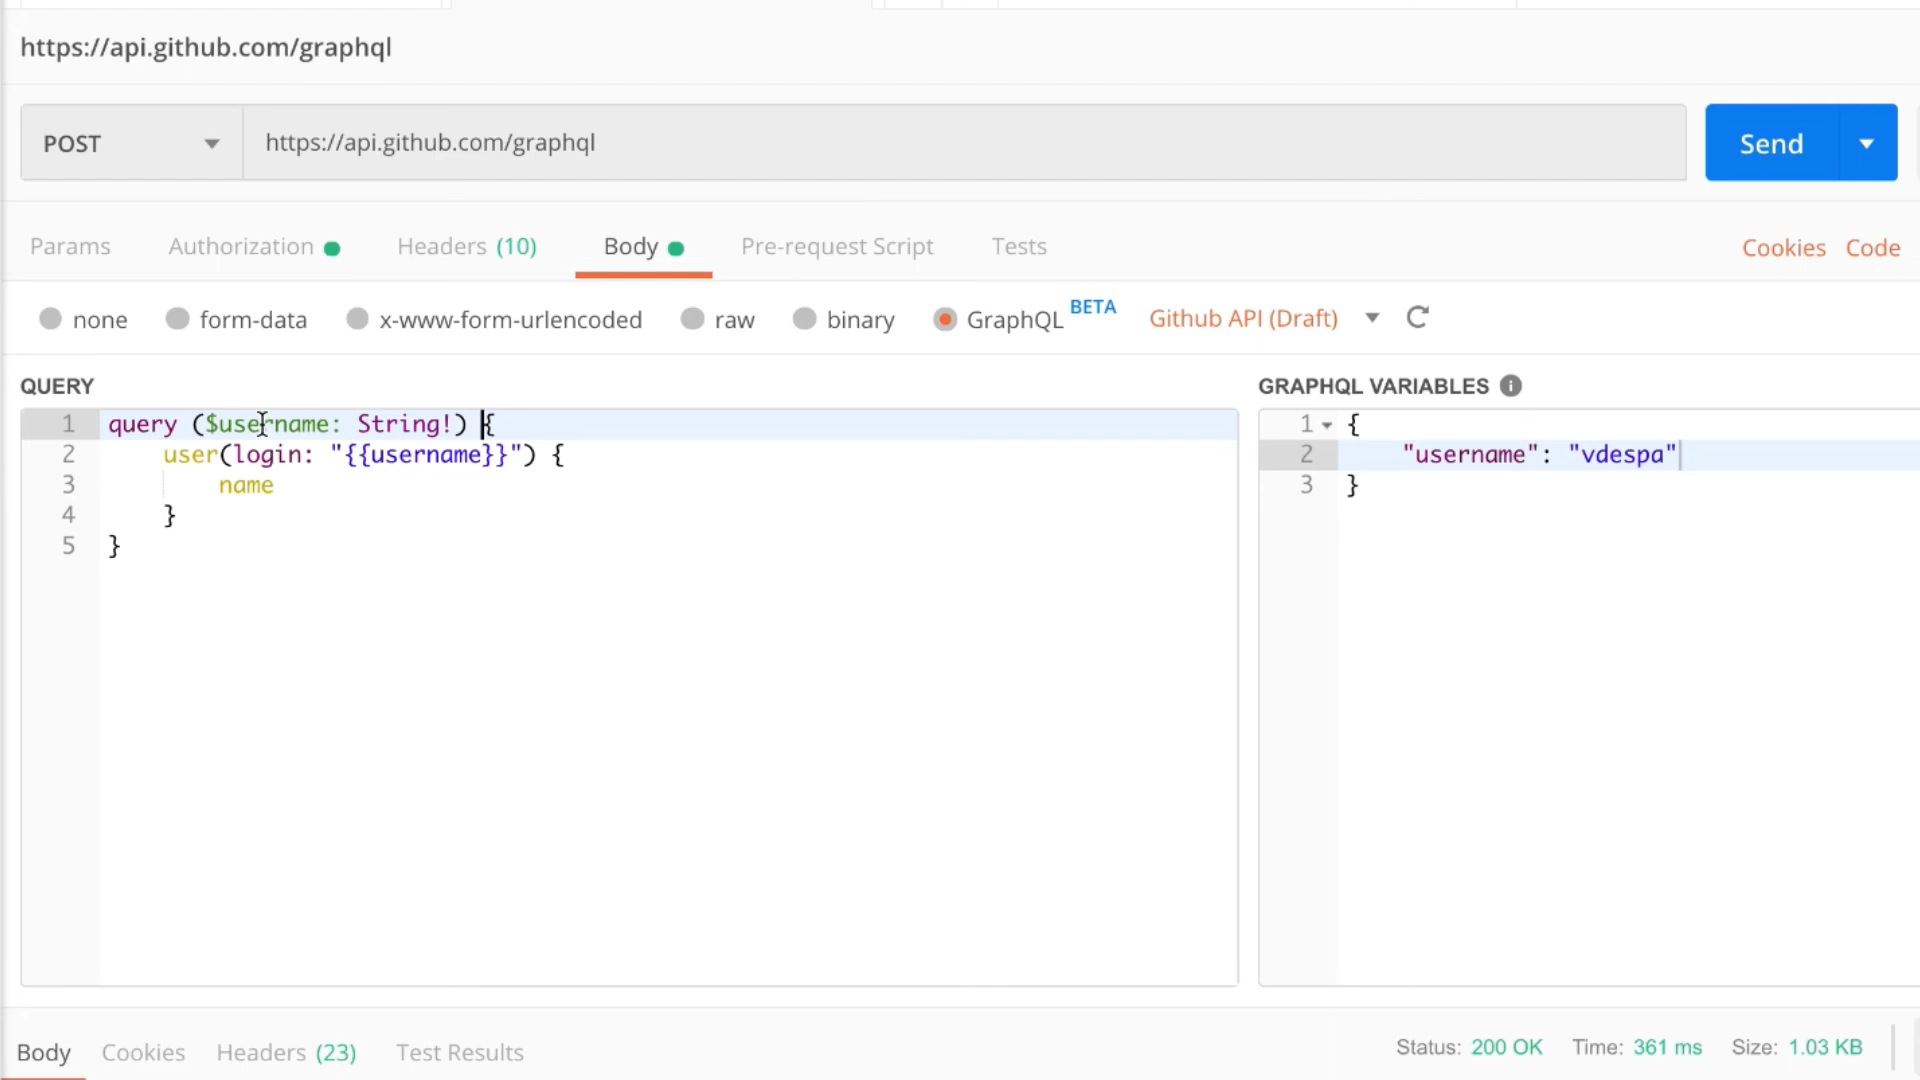 https://api.github.com/graphql
POST https://api.github.com/graphql Send
Params Authorization Headers (10) Body Pre-request Script Tests Cookies Code
none form-data x-www-form-urlencoded raw binary GraphQL BETA Github API (Draft)
QUERY
1 query ($username: String!) {
2 user(login: "{{username}}") {
3 name
4 }
5 }
GRAPHQL VARIABLES i
1 {
2 "username": "vdespa"
3 }
Body Cookies Headers (23) Test Results Status: 200 OK Time: 361 ms Size: 1.03 KB